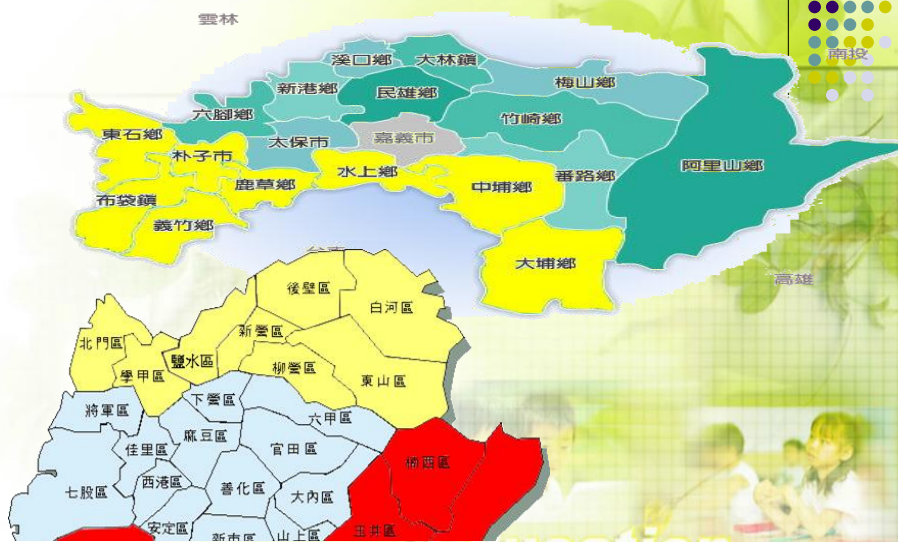 雲林
南投
溪口鄉
大林鎮
梅山鄉
新港鄉
民雄鄉
六腳鄉
竹崎鄉
東石鄉
太保市
嘉義市
朴子市
水上鄉
番路鄉
阿里山鄉
鹿草鄉
中埔鄉
布袋鎮
義竹鄉
大埔鄉
高雄
後壁區
白河區
北門區
新營區
鹽水區
柳營區
學甲區
東山區
下營區
將軍區
六甲區
麻豆區
佳里區
官田區
楠西區
西港區
善化區
七股區
大內區
安定區
玉井區
新市區
山上區